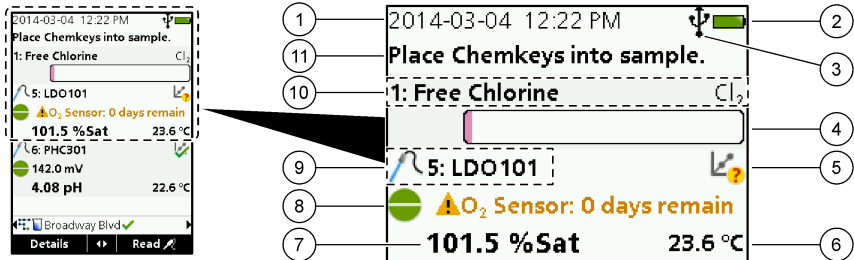 2014-03-04 12:22 PM
Place Chemkeys into sample.
1: Free Chlorine Cl₂
5: LDO101
O₂ Sensor: 0 days remain
101.5 %Sat 23.6 °C
6: PHC301
142.0 mV
4.08 pH 22.6 °C
Broadway Blvd
Details Read
1 2014-03-04 12:22 PM 2
3
11 Place Chemkeys into sample.
10 1: Free Chlorine Cl₂
4
9 5: LDO101 ? 5
8 O₂ Sensor: 0 days remain
7 101.5 %Sat 23.6 °C 6